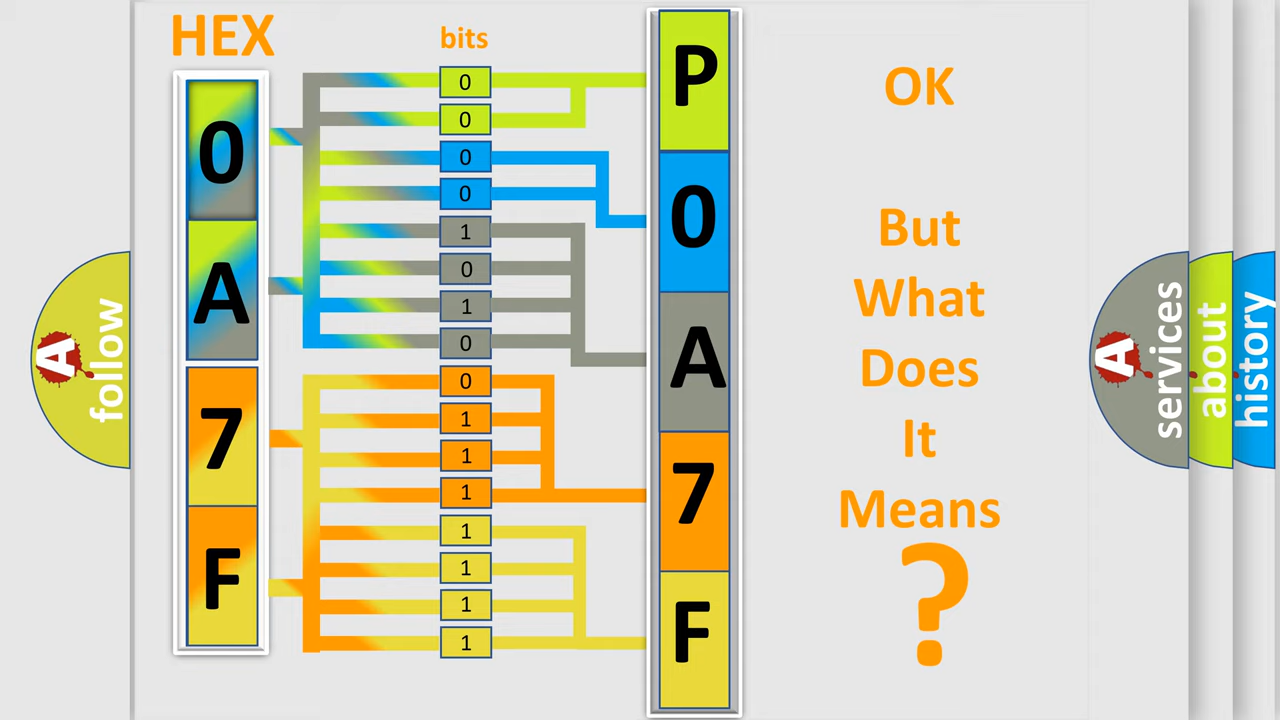 HEX
bits
0
A
7
F
0
0
0
0
1
0
1
0
0
1
1
1
1
1
1
1
P
0
A
7
F
OK
But
What
Does
It
Means
?
A
follow
A
services
about
history